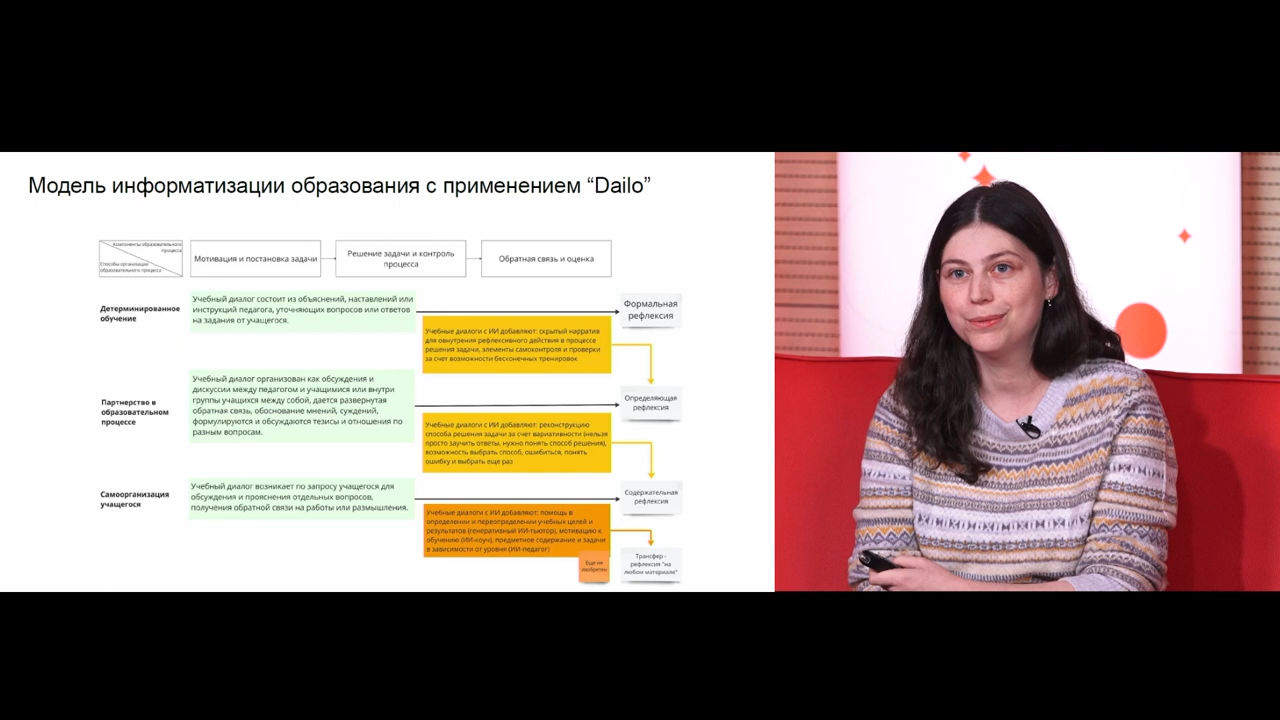 Модель информатизации образования с применением “Dailo”
Компоненты образовательного
процесса
Способы организации
образовательного процесса
Мотивация и постановка задачи
Решение задачи и контроль
процесса
Обратная связь и оценка
Детерминированное
обучение
Учебный диалог состоит из объяснений, наставлений или
инструкций педагога, уточняющих вопросов или ответов
на задания от учащегося.
Формальная
рефлексия
Учебные диалоги с ИИ добавляют: скрытый нарратив
для овнутрения рефлексивного действия в процессе
решения задачи, элементы самоконтроля и проверки
за счет возможности бесконечных тренировок
Партнерство в
образовательном
процессе
Учебный диалог организован как обсуждения и
дискуссии между педагогом и учащимися или внутри
группы учащихся между собой, дается развернутая
обратная связь, обоснование мнений, суждений,
формулируются и обсуждаются тезисы и отношения по
разным вопросам.
Определяющая
рефлексия
Учебные диалоги с ИИ добавляют: реконструкцию
способа решения задачи за счет вариативности (нельзя
просто заучить ответы, нужно понять способ решения),
возможность выбрать способ, ошибиться, понять
ошибку и выбрать еще раз
Самоорганизация
учащегося
Учебный диалог возникает по запросу учащегося для
обсуждения и прояснения отдельных вопросов,
получения обратной связи на работы или размышления.
Содержательная
рефлексия
Учебные диалоги с ИИ добавляют: помощь в
определении и переопределении учебных целей и
результатов (генеративный ИИ-тьютор), мотивацию к
обучению (ИИ-коуч), предметное содержание и задачи
в зависимости от уровня (ИИ-педагог)
Еще не
изобретен
Трансфер -
рефлексия "на
любом материале"